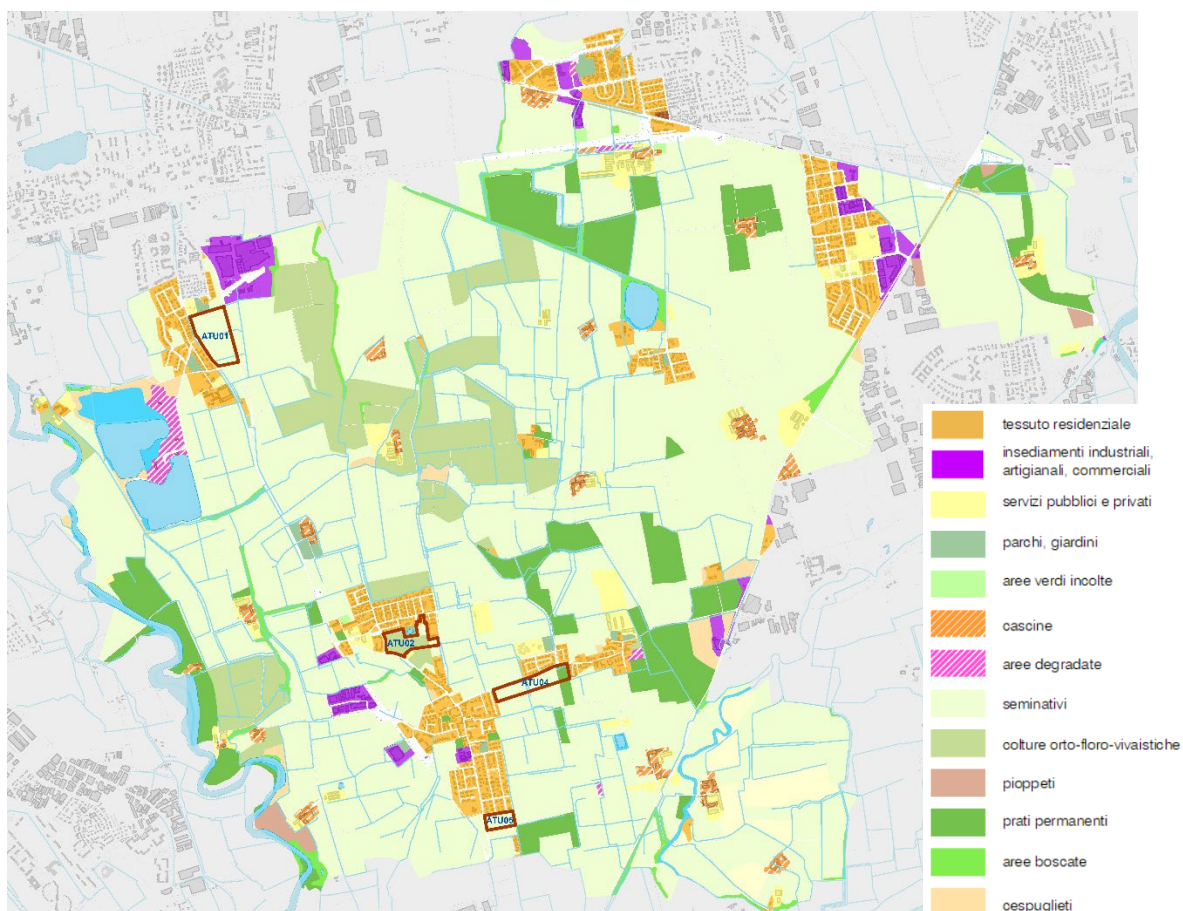 ATU01
ATU02
ATU04
ATU05
tessuto residenziale
insediamenti industriali,
artigianali, commerciali
servizi pubblici e privati
parchi, giardini
aree verdi incolte
cascine
aree degradate
seminativi
colture orto-floro-vivaistiche
pioppeti
prati permanenti
aree boscate
cespuglieti